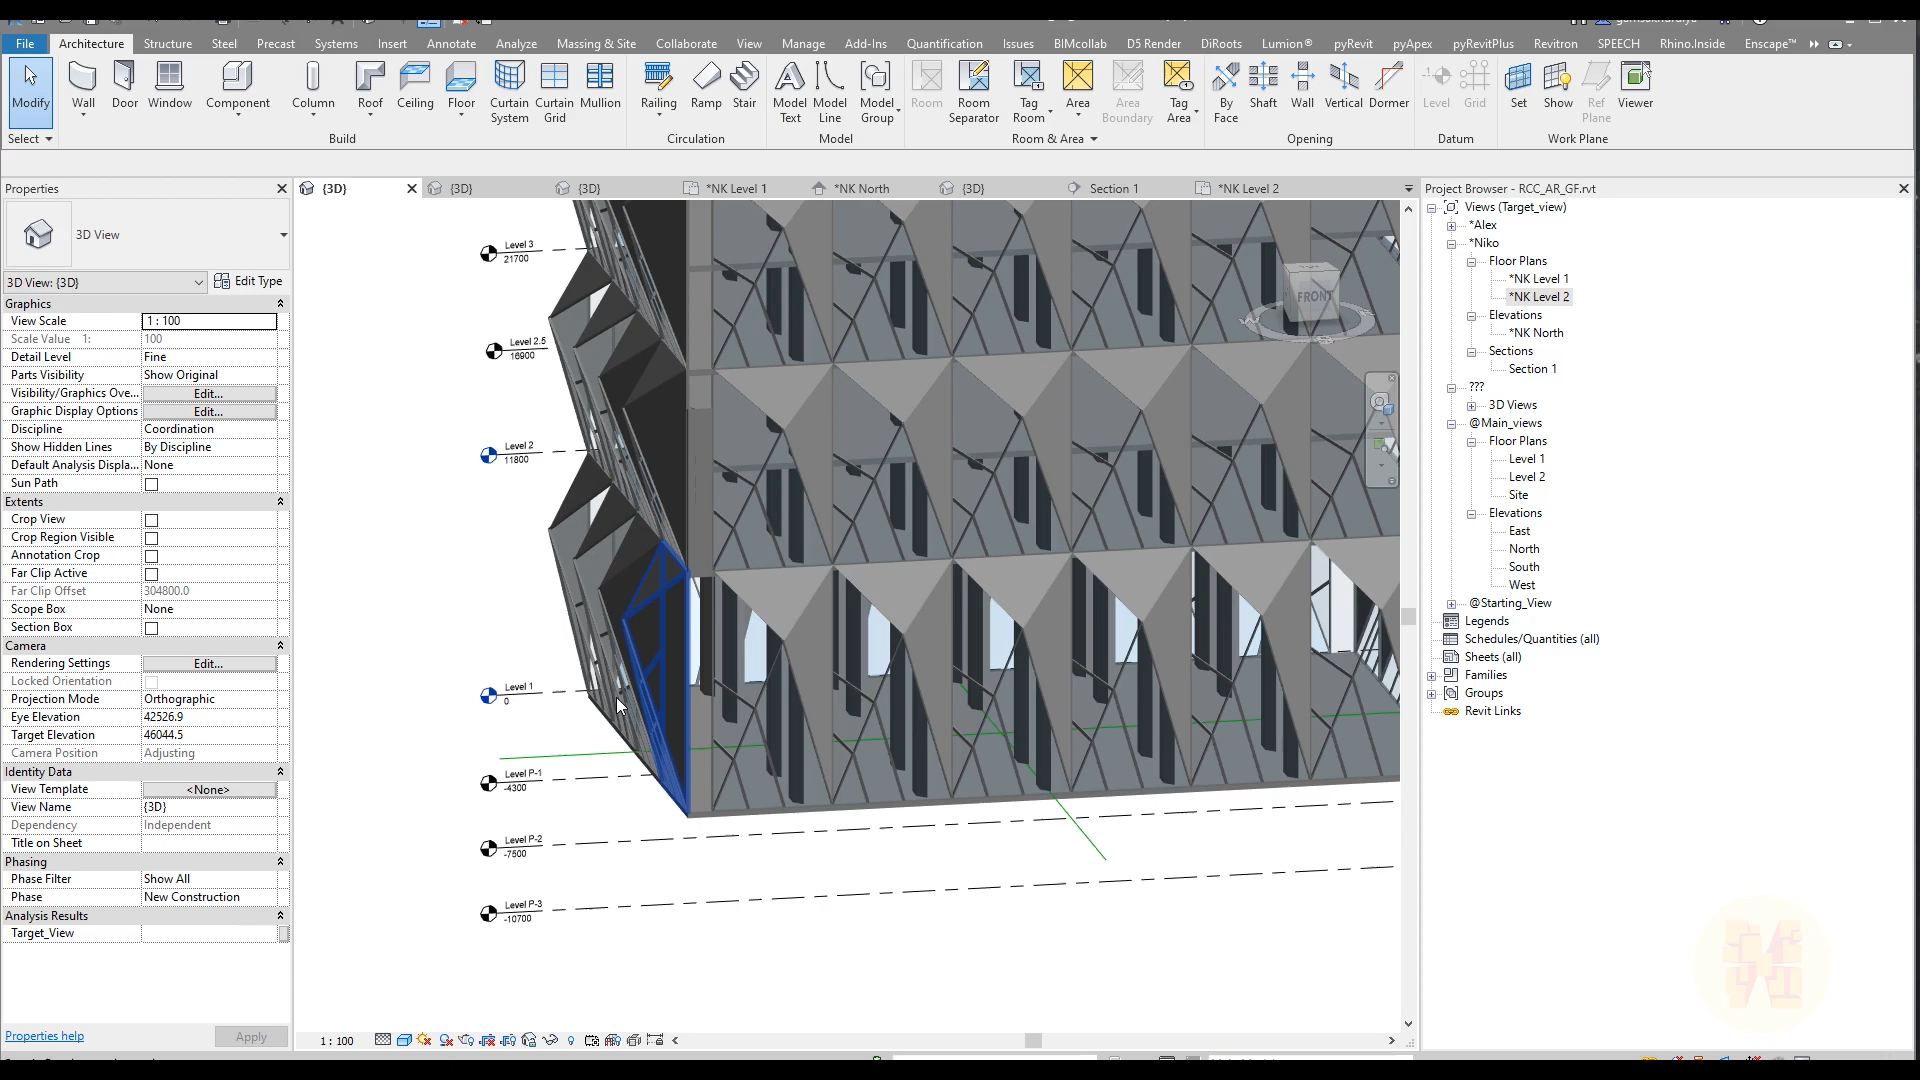 File Architecture Structure Steel Precast Systems Insert Annotate Analyze Massing & Site Collaborate View Manage Add-Ins Quantification Issues BIMcollab D5 Render DiRoots Lumion® pyRevit pyApex pyRevitPlus Revitron SPEECH Rhino.Inside Enscape™
Modify Wall Door Window Component Column Roof Ceiling Floor Curtain System Curtain Grid Mullion Railing Ramp Stair Model Text Model Line Model Group Room Room Separator Tag Room Area Area Boundary Tag Area By Face Shaft Wall Vertical Dormer Level Grid Set Show Ref Plane Viewer
Select Build Circulation Model Room & Area Opening Datum Work Plane
Properties
{3D} {3D} {3D} *NK Level 1 *NK North {3D} Section 1 *NK Level 2
3D View
3D View: {3D} Edit Type
Graphics
View Scale 1 : 100
Scale Value 1: 100
Detail Level Fine
Parts Visibility Show Original
Visibility/Graphics Ove... Edit...
Graphic Display Options Edit...
Discipline Coordination
Show Hidden Lines By Discipline
Default Analysis Displa... None
Sun Path
Extents
Crop View
Crop Region Visible
Annotation Crop
Far Clip Active
Far Clip Offset 304800.0
Scope Box None
Section Box
Camera
Rendering Settings Edit...
Locked Orientation
Projection Mode Orthographic
Eye Elevation 42526.9
Target Elevation 46044.5
Camera Position Adjusting
Identity Data
View Template <None>
View Name {3D}
Dependency Independent
Title on Sheet
Phasing
Phase Filter Show All
Phase New Construction
Analysis Results
Target_View
Properties help Apply
Level 3
21700
Level 2.5
16900
Level 2
11800
Level 1
0
Level P-1
-4300
Level P-2
-7500
Level P-3
-10700
FRONT
1 : 100
Project Browser - RCC_AR_GF.rvt
Views (Target_view)
*Alex
*Niko
Floor Plans
*NK Level 1
*NK Level 2
Elevations
*NK North
Sections
Section 1
???
3D Views
@Main_views
Floor Plans
Level 1
Level 2
Site
Elevations
East
North
South
West
@Starting_View
Legends
Schedules/Quantities (all)
Sheets (all)
Families
Groups
Revit Links